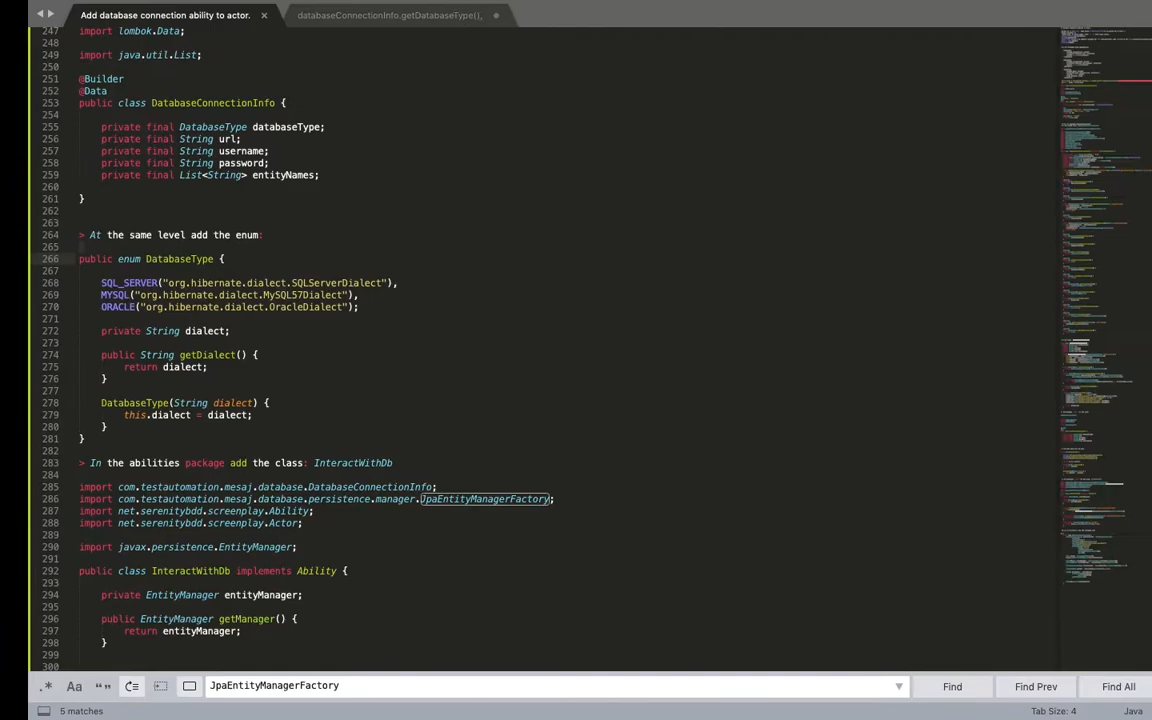 Add database connection ability to actor.
databaseConnectionInfo.getDatabaseType(),
247 import lombok.Data;
248
249 import java.util.List;
250
251 @Builder
252 @Data
253 public class DatabaseConnectionInfo {
254
255 private final DatabaseType databaseType;
256 private final String url;
257 private final String username;
258 private final String password;
259 private final List<String> entityNames;
260
261 }
262
263
264 > At the same level add the enum:
265
266 public enum DatabaseType {
267
268 SQL_SERVER("org.hibernate.dialect.SQLServerDialect"),
269 MYSQL("org.hibernate.dialect.MySQL57Dialect"),
270 ORACLE("org.hibernate.dialect.OracleDialect");
271
272 private String dialect;
273
274 public String getDialect() {
275 return dialect;
276 }
277
278 DatabaseType(String dialect) {
279 this.dialect = dialect;
280 }
281 }
282
283 > In the abilities package add the class: InteractWithDb
284
285 import com.testautomation.mesaj.database.DatabaseConnectionInfo;
286 import com.testautomation.mesaj.database.persistence.manager.JpaEntityManagerFactory;
287 import net.serenitybdd.screenplay.Ability;
288 import net.serenitybdd.screenplay.Actor;
289
290 import javax.persistence.EntityManager;
291
292 public class InteractWithDb implements Ability {
293
294 private EntityManager entityManager;
295
296 public EntityManager getManager() {
297 return entityManager;
298 }
299
300
.* Aa “” JpaEntityManagerFactory Find Find Prev Find All
5 matches Tab Size: 4 Java